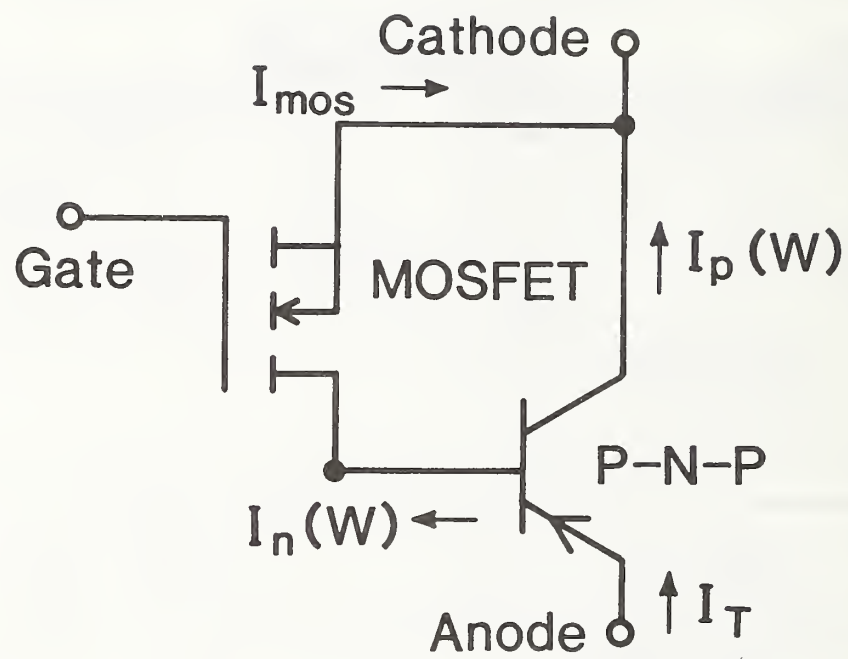 Cathode
I_mos
Gate
MOSFET
I_p (W)
P-N-P
I_n (W)
Anode
I_T